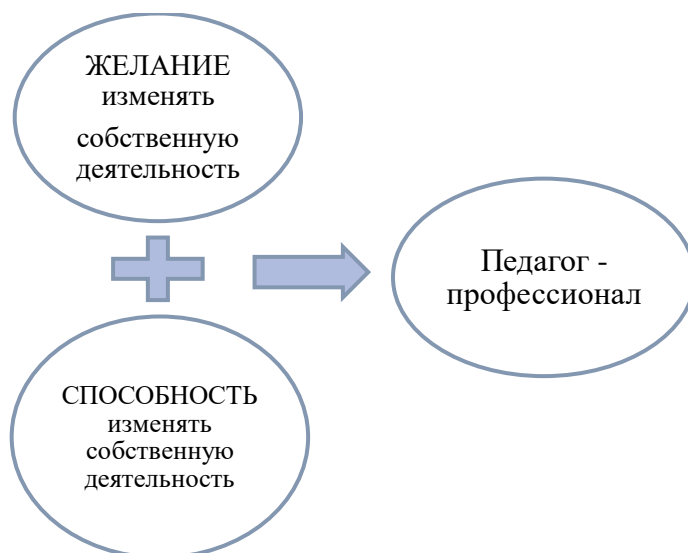 ЖЕЛАНИЕ
изменять
собственную
деятельность
СПОСОБНОСТЬ
изменять
собственную
деятельность
Педагог -
профессионал